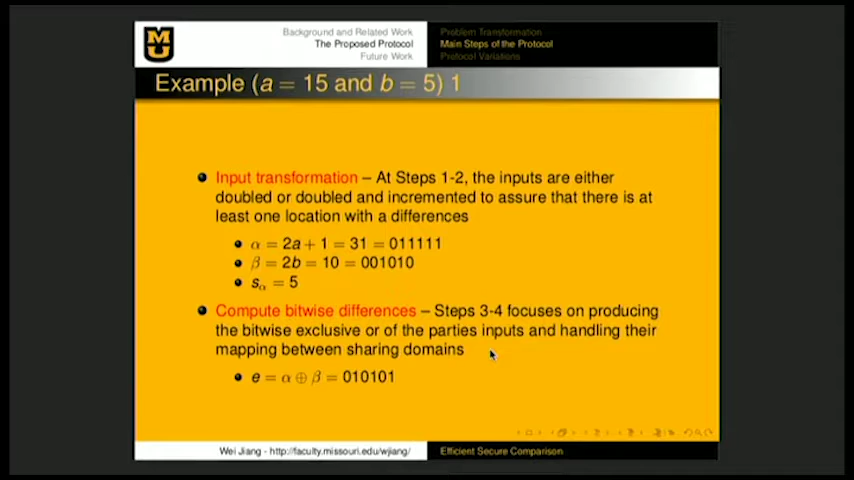 MU
Background and Related Work
The Proposed Protocol
Future Work
Problem Transformation
Main Steps of the Protocol
Protocol Variations
Example (a = 15 and b = 5) 1
Input transformation – At Steps 1-2, the inputs are either
doubled or doubled and incremented to assure that there is at
least one location with a differences
α = 2a + 1 = 31 = 011111
β = 2b = 10 = 001010
sα = 5
Compute bitwise differences – Steps 3-4 focuses on producing
the bitwise exclusive or of the parties inputs and handling their
mapping between sharing domains
e = α ⊕ β = 010101
Wei Jiang - http://faculty.missouri.edu/wjiang/
Efficient Secure Comparison